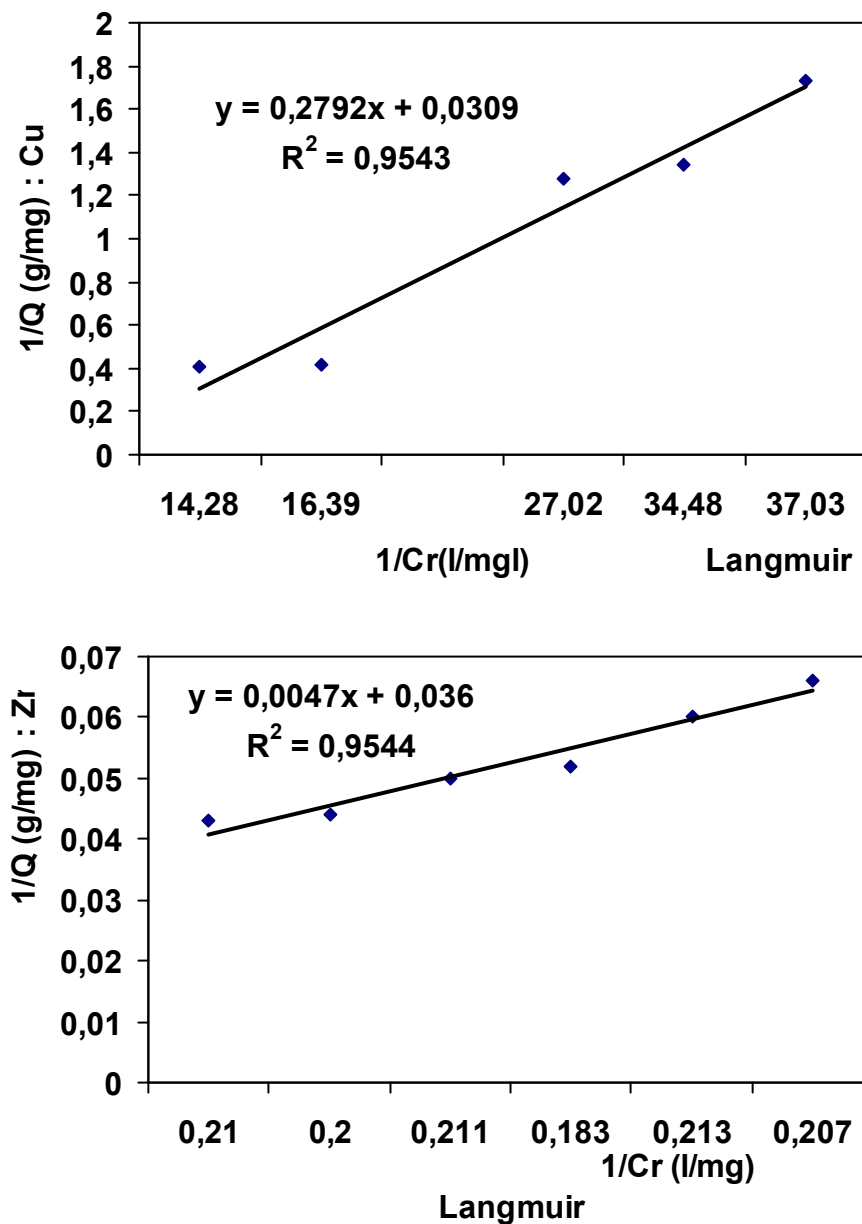 2
1,8
1,6
1,4
1,2
1
0,8
0,6
0,4
0,2
0
1/Q (g/mg) : Cu
y = 0,2792x + 0,0309
R² = 0,9543
14,28 16,39 27,02 34,48 37,03
1/Cr(l/mgl) Langmuir
0,07
0,06
0,05
0,04
0,03
0,02
0,01
0
1/Q (g/mg) : Zr
y = 0,0047x + 0,036
R² = 0,9544
0,21 0,2 0,211 0,183 0,213 0,207
1/Cr (l/mg)
Langmuir